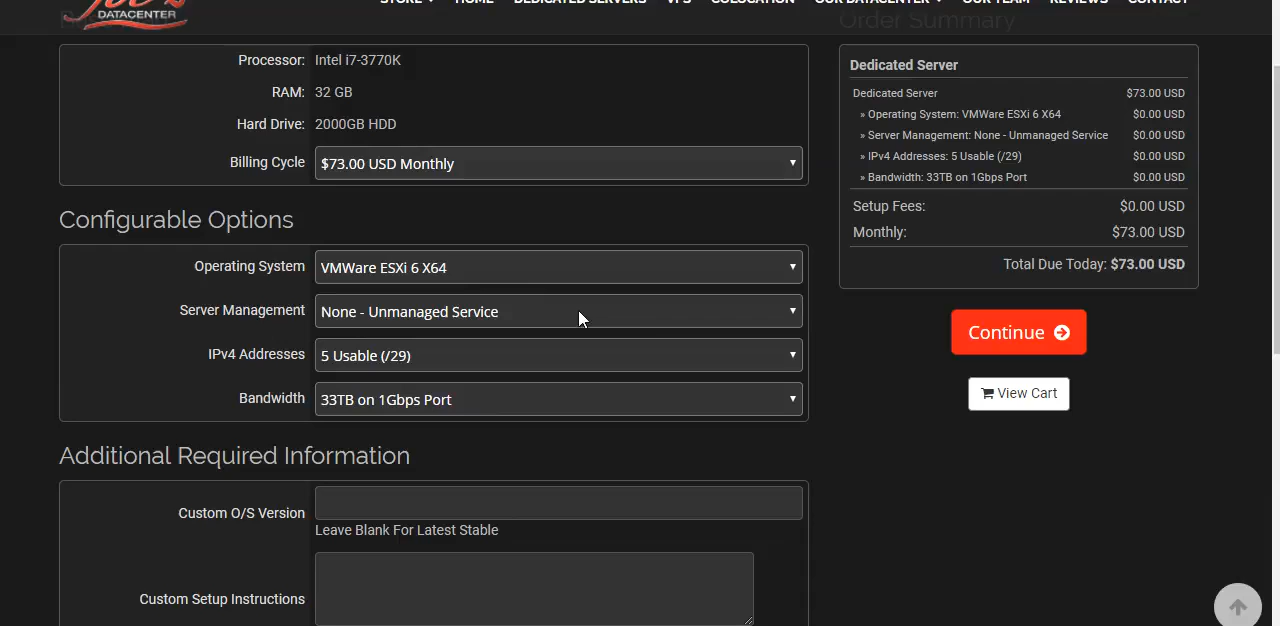 DATACENTER
STORE HOME DEDICATED SERVERS VPS COLOCATION OUR DATACENTER OUR TEAM REVIEWS CONTACT
Order Summary
Processor: Intel i7-3770K
RAM: 32 GB
Hard Drive: 2000GB HDD
Billing Cycle $73.00 USD Monthly
Configurable Options
Operating System VMWare ESXi 6 X64
Server Management None - Unmanaged Service
IPv4 Addresses 5 Usable (/29)
Bandwidth 33TB on 1Gbps Port
Additional Required Information
Custom O/S Version
Leave Blank For Latest Stable
Custom Setup Instructions
Dedicated Server
Dedicated Server $73.00 USD
» Operating System: VMWare ESXi 6 X64 $0.00 USD
» Server Management: None - Unmanaged Service $0.00 USD
» IPv4 Addresses: 5 Usable (/29) $0.00 USD
» Bandwidth: 33TB on 1Gbps Port $0.00 USD
Setup Fees: $0.00 USD
Monthly: $73.00 USD
Total Due Today: $73.00 USD
Continue
View Cart